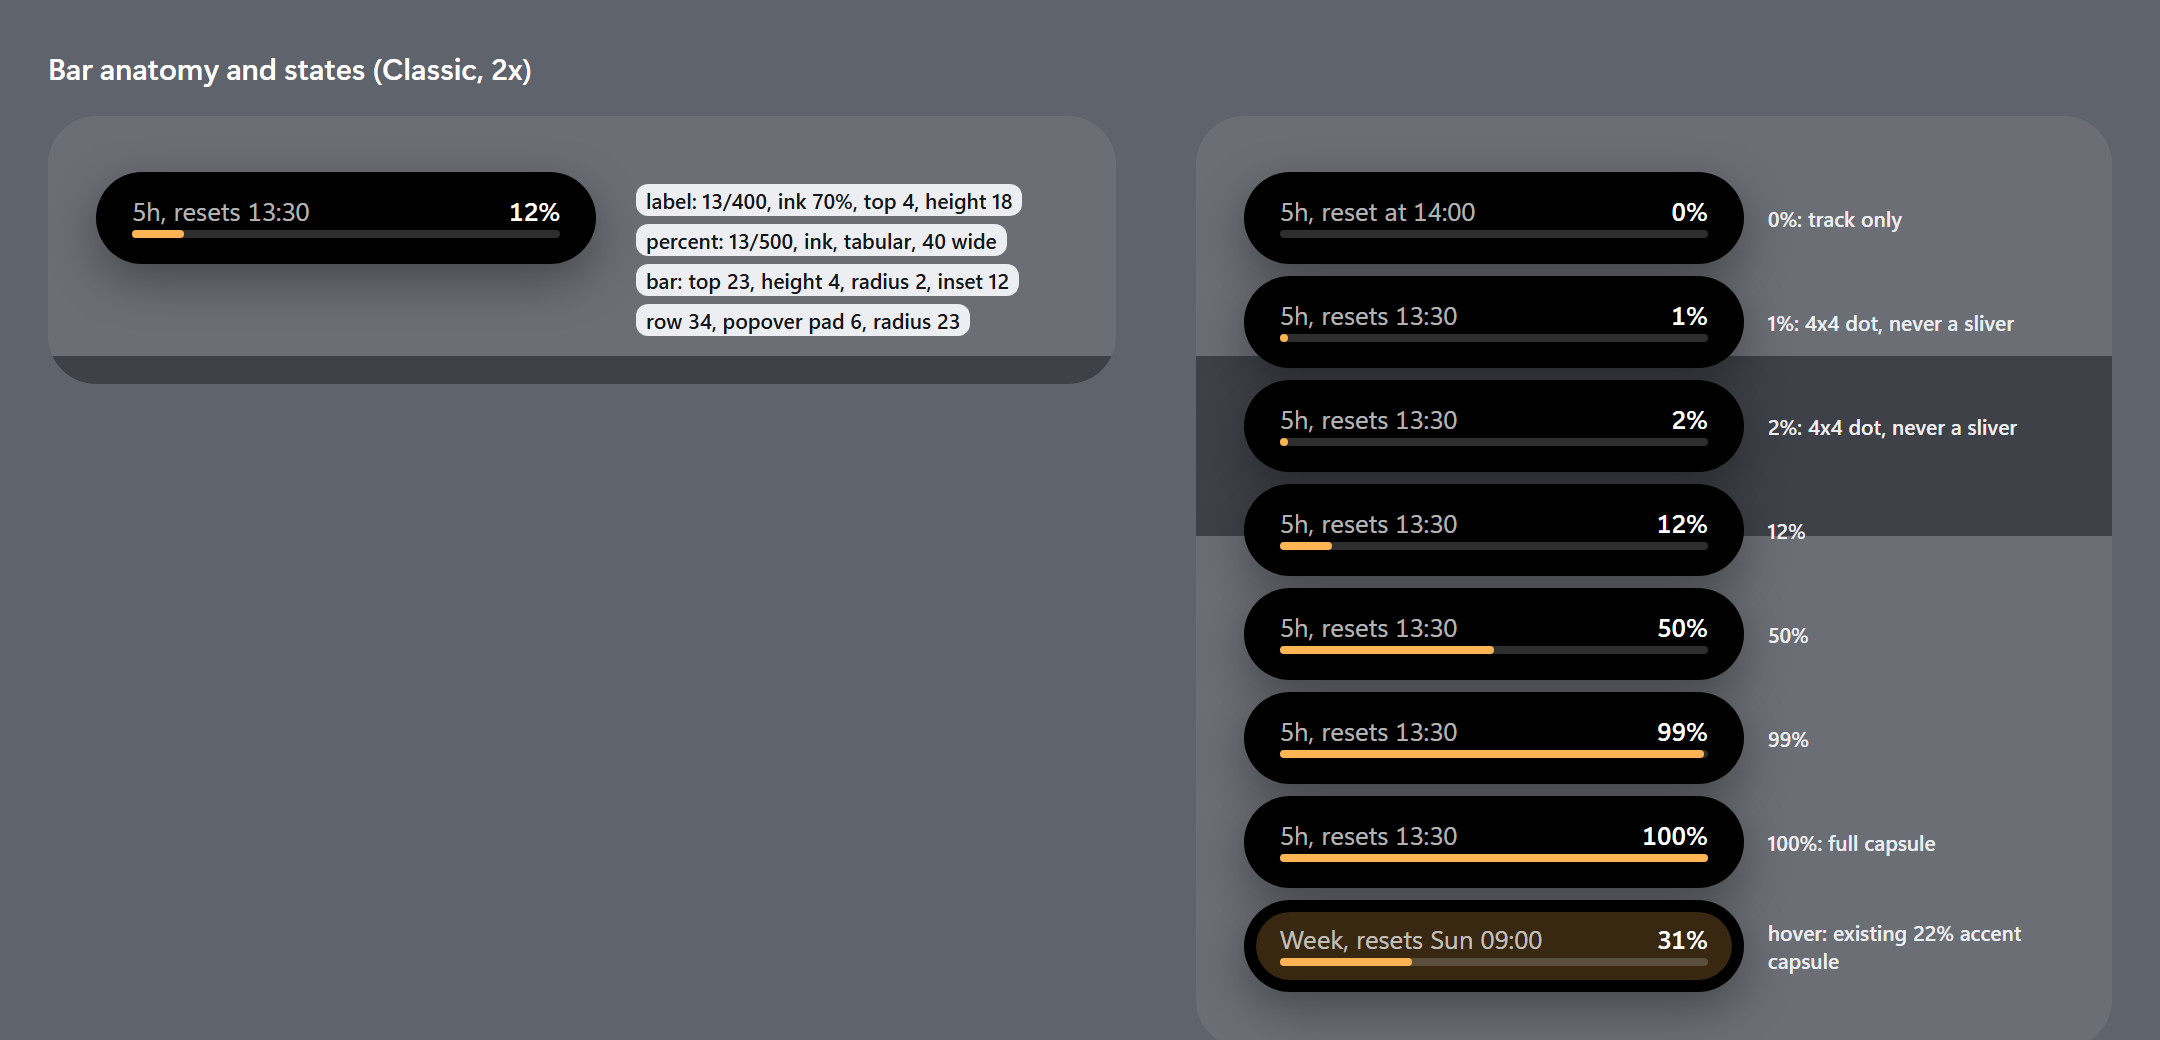 Bar anatomy and states (Classic, 2x)
5h, resets 13:30 12%
label: 13/400, ink 70%, top 4, height 18
percent: 13/500, ink, tabular, 40 wide
bar: top 23, height 4, radius 2, inset 12
row 34, popover pad 6, radius 23
5h, reset at 14:00 0% 0%: track only
5h, resets 13:30 1% 1%: 4x4 dot, never a sliver
5h, resets 13:30 2% 2%: 4x4 dot, never a sliver
5h, resets 13:30 12% 12%
5h, resets 13:30 50% 50%
5h, resets 13:30 99% 99%
5h, resets 13:30 100% 100%: full capsule
Week, resets Sun 09:00 31% hover: existing 22% accent
capsule